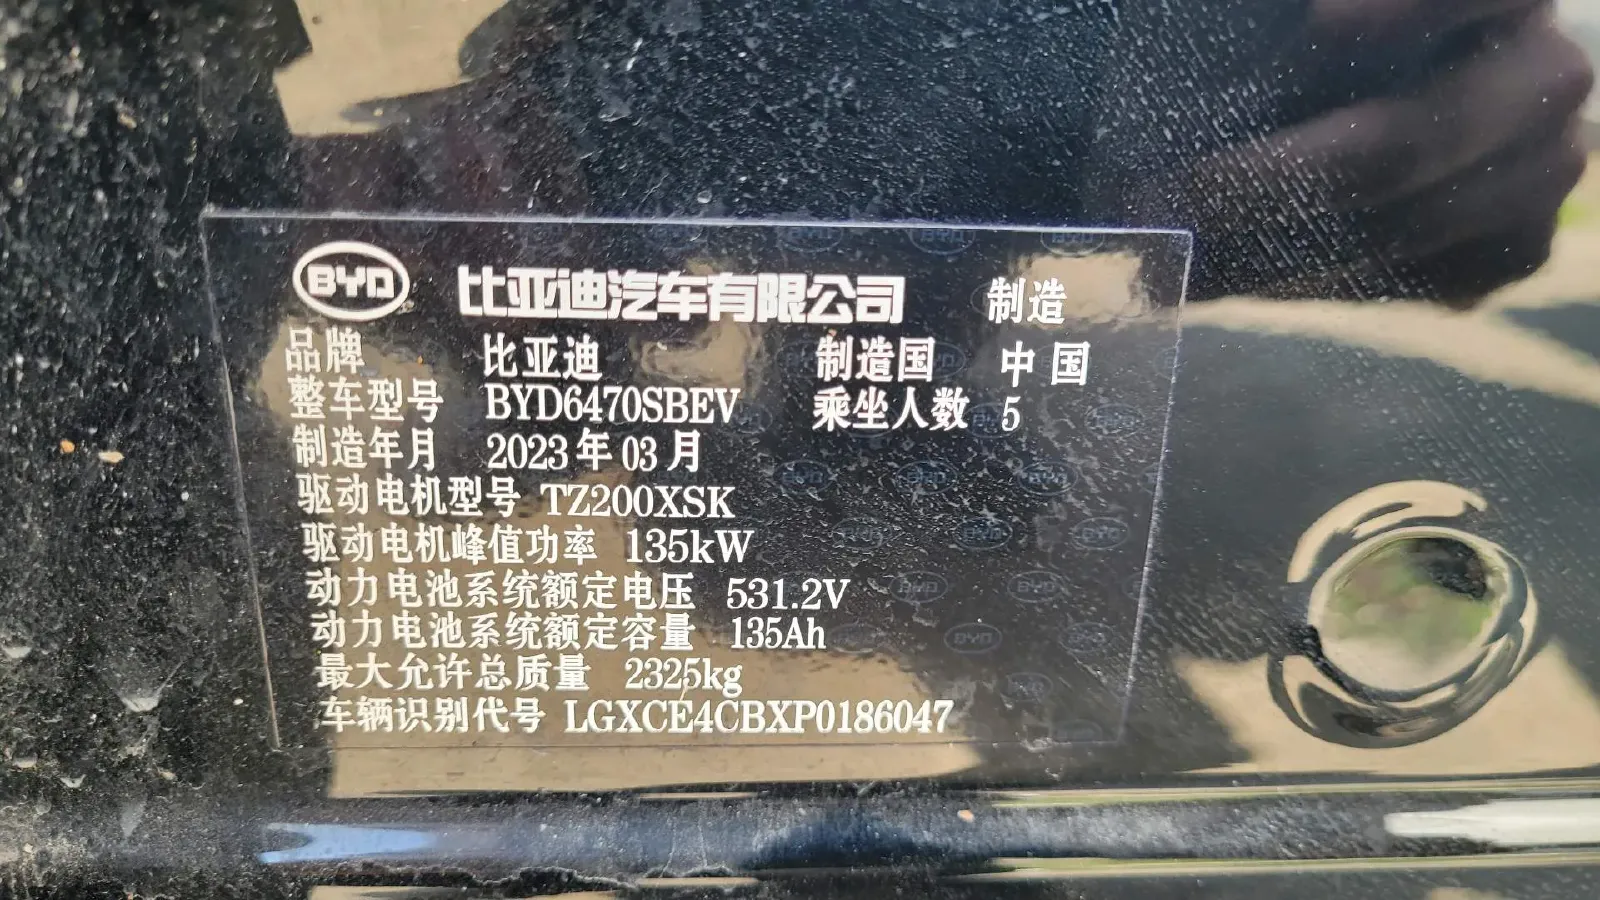 BYD 比亚迪汽车有限公司 制造
品牌 比亚迪 制造国 中国
整车型号 BYD6470SBEV 乘坐人数 5
制造年月 2023年03月
驱动电机型号 TZ200XSK
驱动电机峰值功率 135kW
动力电池系统额定电压 531.2V
动力电池系统额定容量 135Ah
最大允许总质量 2325kg
车辆识别代号 LGXCE4CBXP0186047